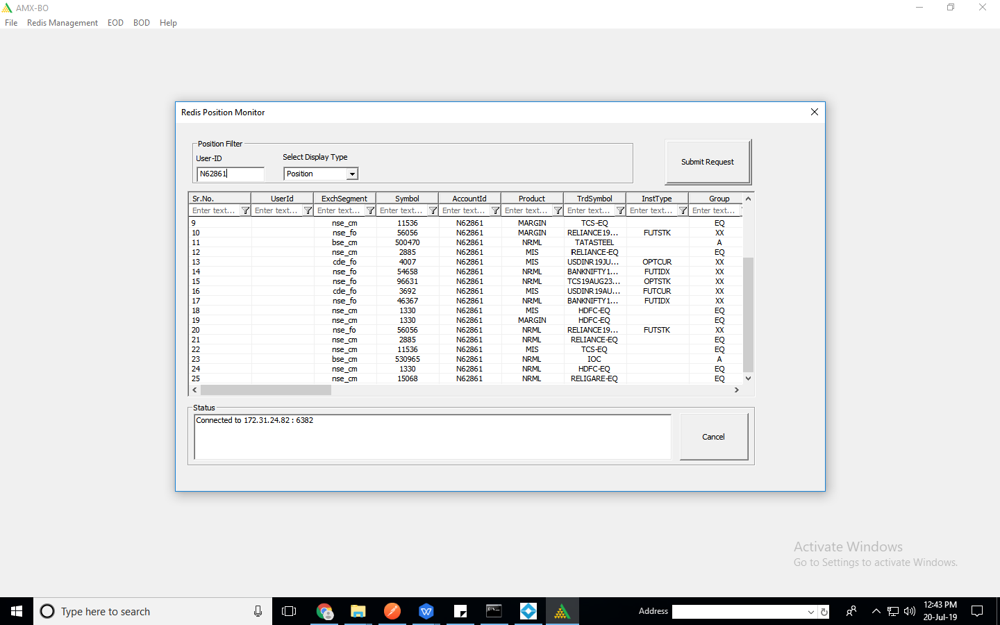 AMX-BO
File Redis Management EOD BOD Help
Redis Position Monitor
Position Filter
User-ID Select Display Type
N62861 Position
Submit Request
Sr.No. UserId ExchSegment Symbol AccountId Product TrdSymbol InstType Group
Enter text... Enter text... Enter text... Enter text... Enter text... Enter text... Enter text... Enter text... Enter text...
9 nse_cm 11536 N62861 MARGIN TCS-EQ EQ
10 nse_fo 56056 N62861 MARGIN RELIANCE19... FUTSTK XX
11 bse_cm 500470 N62861 NRML TATASTEEL A
12 nse_cm 2885 N62861 MIS RELIANCE-EQ EQ
13 cde_fo 4007 N62861 MIS USDINR19JU... OPTCUR XX
14 nse_fo 54658 N62861 NRML BANKNIFTY1... FUTIDX XX
15 nse_fo 96631 N62861 NRML TCS19AUG23... OPTSTK XX
16 cde_fo 3692 N62861 MIS USDINR19AU... FUTCUR XX
17 nse_fo 46367 N62861 NRML BANKNIFTY1... FUTIDX XX
18 nse_cm 1330 N62861 MIS HDFC-EQ EQ
19 nse_cm 1330 N62861 MARGIN HDFC-EQ EQ
20 nse_fo 56056 N62861 NRML RELIANCE19... FUTSTK XX
21 nse_cm 2885 N62861 NRML RELIANCE-EQ EQ
22 nse_cm 11536 N62861 MIS TCS-EQ EQ
23 bse_cm 530965 N62861 NRML IOC A
24 nse_cm 1330 N62861 NRML HDFC-EQ EQ
25 nse_cm 15068 N62861 NRML RELIGARE-EQ EQ
Status
Connected to 172.31.24.82 : 6382
Cancel
Activate Windows
Go to Settings to activate Windows.
Type here to search
Address
12:43 PM
20-Jul-19